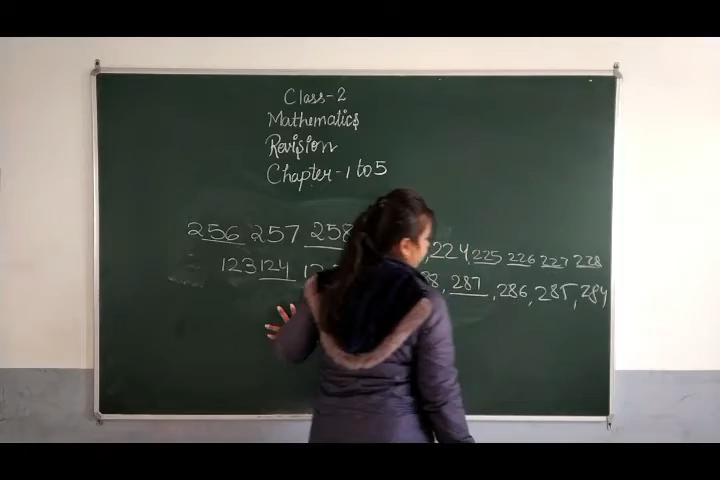 Class-2
Mathematics
Revision
Chapter-1 to 5
256 257 258 , 224, 225 226 227 228
123 124 , 287, 286, 285, 284